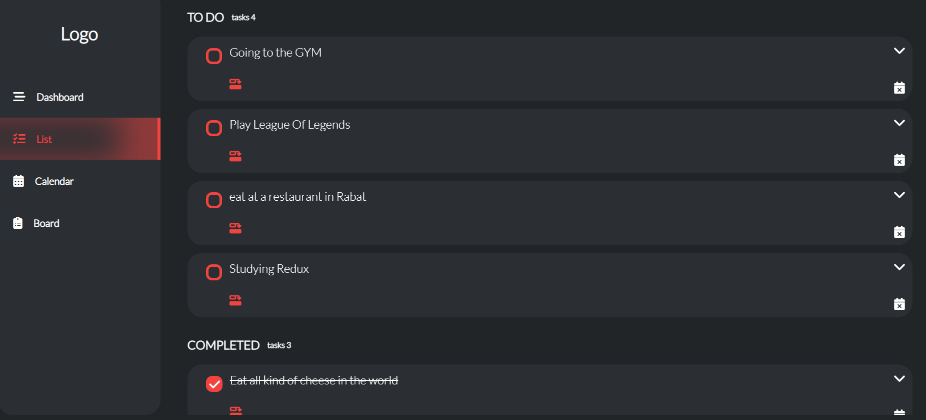 Logo
Dashboard
List
Calendar
Board
TO DO tasks 4
Going to the GYM
Play League Of Legends
eat at a restaurant in Rabat
Studying Redux
COMPLETED tasks 3
Eat all kind of cheese in the world